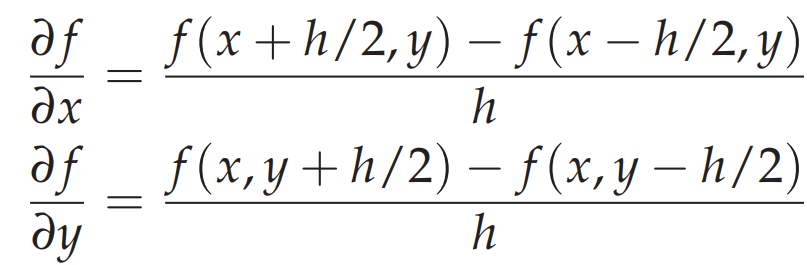 ∂f/∂x = (f(x + h/2, y) − f(x − h/2, y))/h
∂f/∂y = (f(x, y + h/2) − f(x, y − h/2))/h